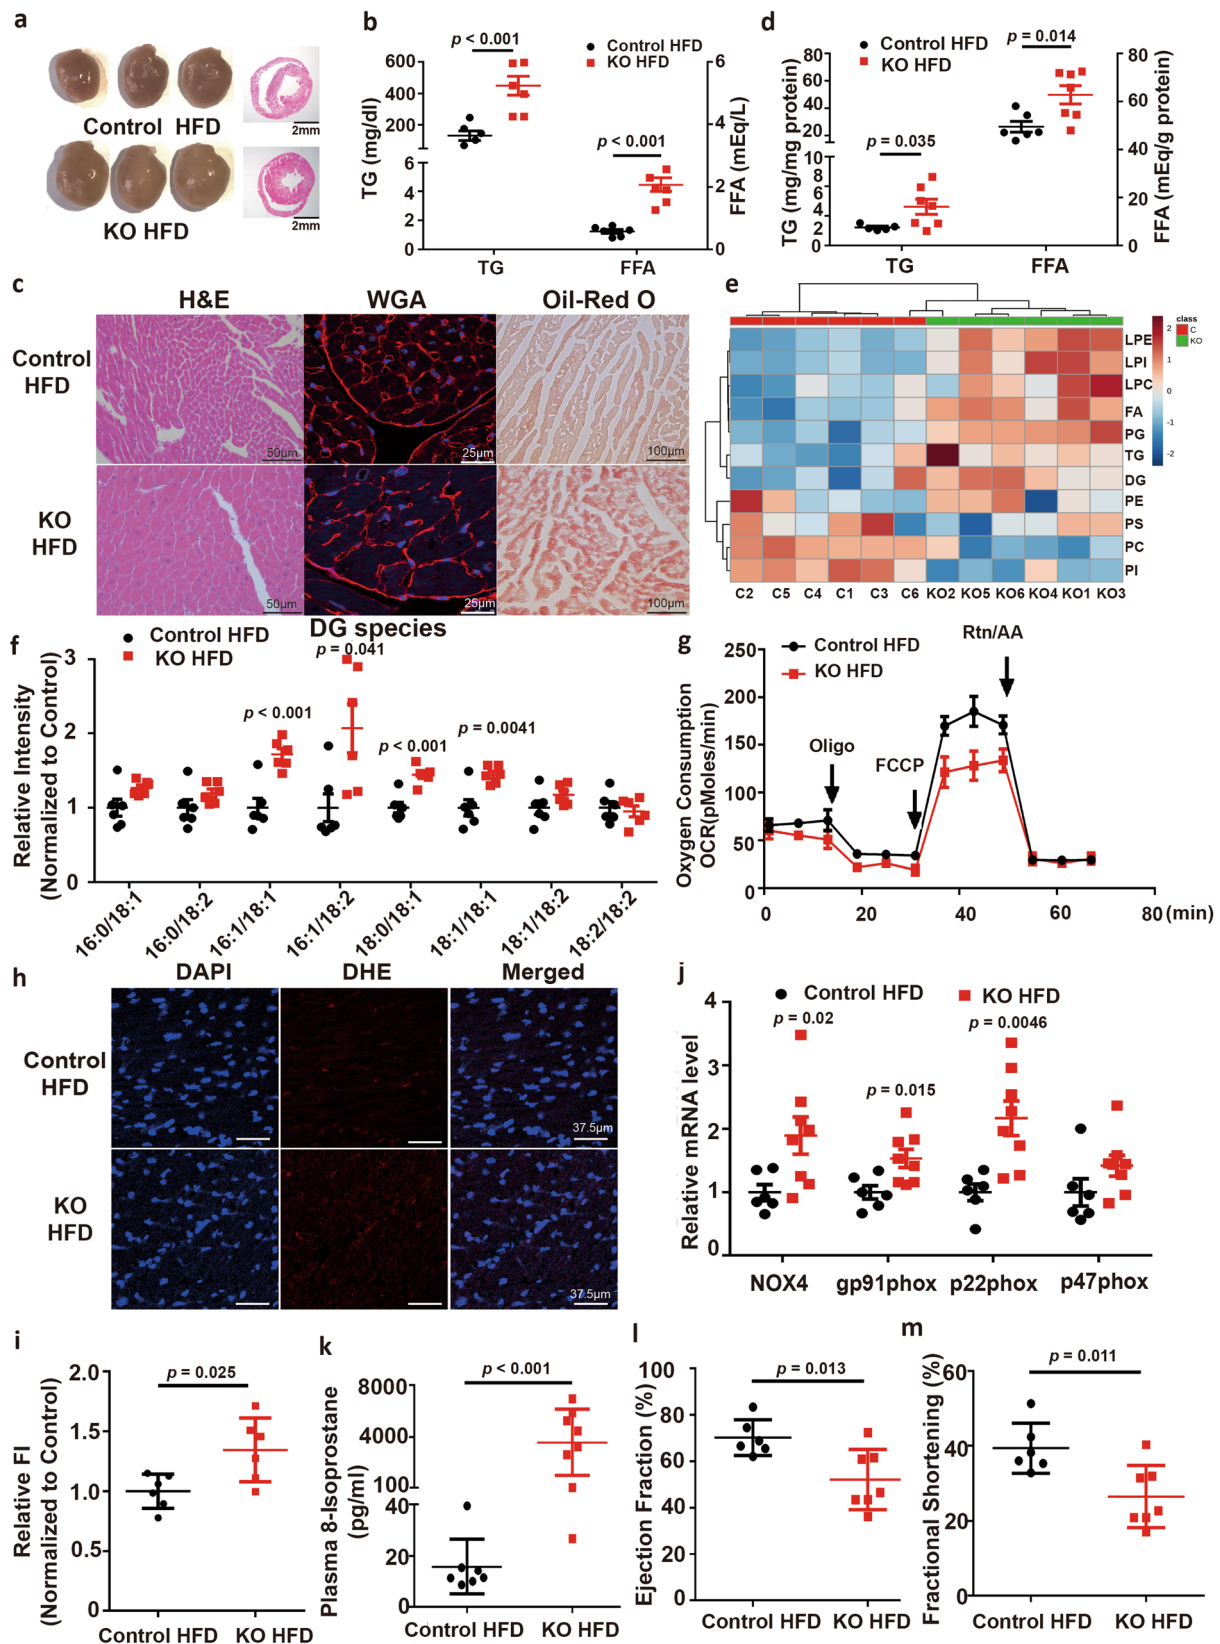 a
Control HFD
2mm
KO HFD
2mm
b
p < 0.001
Control HFD
KO HFD
TG (mg/dl)
600
400
200
6
4
2
0
p < 0.001
6
4
2
0
FFA (mEq/L)
TG
FFA
d
Control HFD
KO HFD
p = 0.014
TG (mg/mg protein)
80
60
40
20
10
8
6
4
2
0
p = 0.035
80
60
40
20
0
FFA (mEq/g protein)
TG
FFA
c
H&E
WGA
Oil-Red O
Control
HFD
50µm
25µm
100µm
KO
HFD
50µm
25µm
100µm
e
class
C
KO
2
1
0
-1
-2
LPE
LPI
LPC
FA
PG
TG
DG
PE
PS
PC
PI
C2
C5
C4
C1
C3
C6
KO2
KO5
KO6
KO4
KO1
KO3
f
Control HFD
KO HFD
DG species
Relative Intensity
(Normalized to Control)
3
2
1
0
p < 0.001
p = 0.041
p < 0.001
p = 0.0041
16:0/18:1
16:0/18:2
16:1/18:1
16:1/18:2
18:0/18:1
18:1/18:1
18:1/18:2
18:2/18:2
g
Control HFD
KO HFD
Oxygen Consumption
OCR(pMoles/min)
250
200
150
100
50
0
Oligo
FCCP
Rtn/AA
0
20
40
60
80
(min)
h
DAPI
DHE
Merged
Control
HFD
37.5µm
KO
HFD
37.5µm
j
Control HFD
KO HFD
Relative mRNA level
4
3
2
1
0
p = 0.02
p = 0.015
p = 0.0046
NOX4
gp91phox
p22phox
p47phox
i
Relative FI
(Normalized to Control)
2.0
1.5
1.0
0.5
0
p = 0.025
Control HFD
KO HFD
k
Plasma 8-Isoprostane
(pg/ml)
8000
4000
100
40
20
0
p < 0.001
Control HFD
KO HFD
l
Ejection Fraction (%)
100
80
60
40
20
0
p = 0.013
Control HFD
KO HFD
m
Fractional Shortening (%)
60
40
20
0
p = 0.011
Control HFD
KO HFD